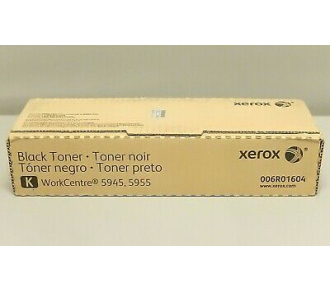 xerox
Black Toner • Toner noir
Tóner negro • Toner preto
K WorkCentre® 5945, 5955
xerox
006R01604
www.xerox.com